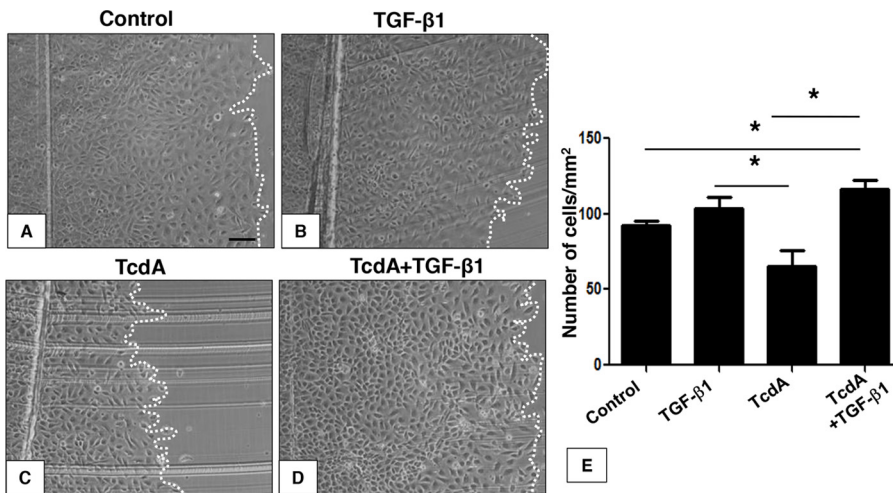 Control
TGF-β1
A
B
TcdA
TcdA+TGF-β1
C
D
Number of cells/mm²
150
100
50
0
*
*
*
Control
TGF-β1
TcdA
TcdA
+TGF-β1
E